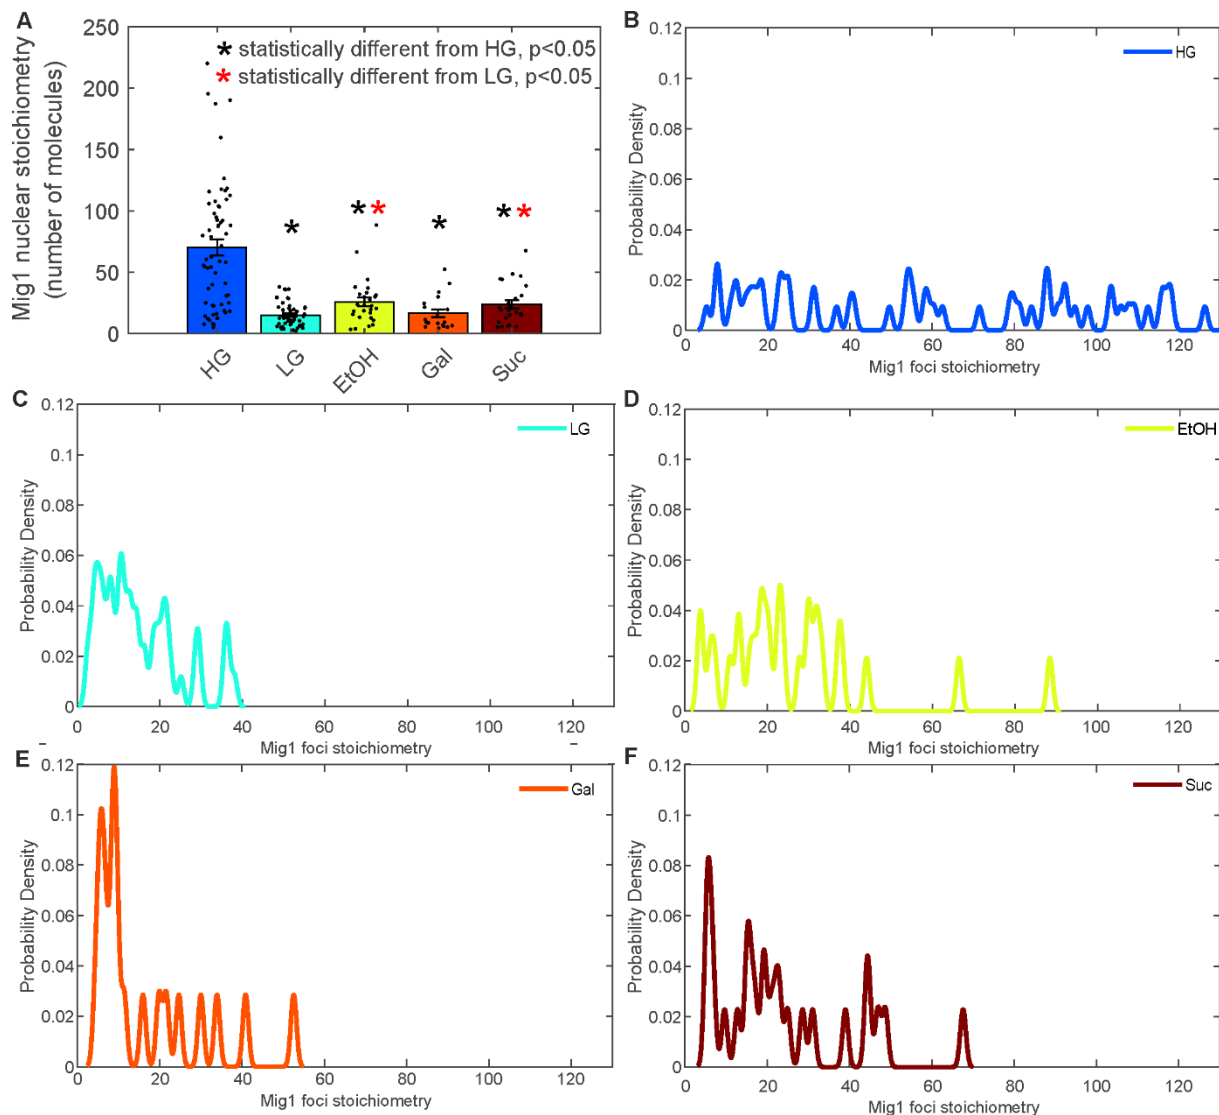 A
Mig1 nuclear stoichiometry
(number of molecules)
250
200
150
100
50
0
* statistically different from HG, p<0.05
* statistically different from LG, p<0.05
*
* *
*
* *
HG
LG
EtOH
Gal
Suc
B
Probability Density
0.12
0.1
0.08
0.06
0.04
0.02
0
HG
0 20 40 60 80 100 120
Mig1 foci stoichiometry
C
Probability Density
0.12
0.1
0.08
0.06
0.04
0.02
0
LG
0 20 40 60 80 100 120
Mig1 foci stoichiometry
D
Probability Density
0.12
0.1
0.08
0.06
0.04
0.02
0
EtOH
0 20 40 60 80 100 120
Mig1 foci stoichiometry
E
Probability Density
0.12
0.1
0.08
0.06
0.04
0.02
0
Gal
0 20 40 60 80 100 120
Mig1 foci stoichiometry
F
Probability Density
0.12
0.1
0.08
0.06
0.04
0.02
0
Suc
0 20 40 60 80 100 120
Mig1 foci stoichiometry